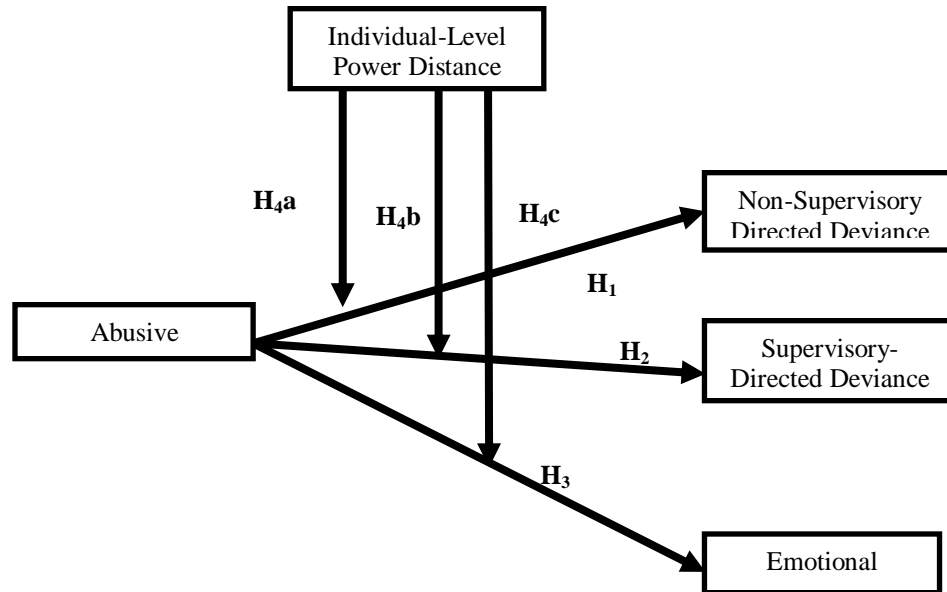 Individual-Level
Power Distance
H₄a
H₄b
H₄c
Non-Supervisory
Directed Deviance
H₁
Abusive
H₂
Supervisory-
Directed Deviance
H₃
Emotional